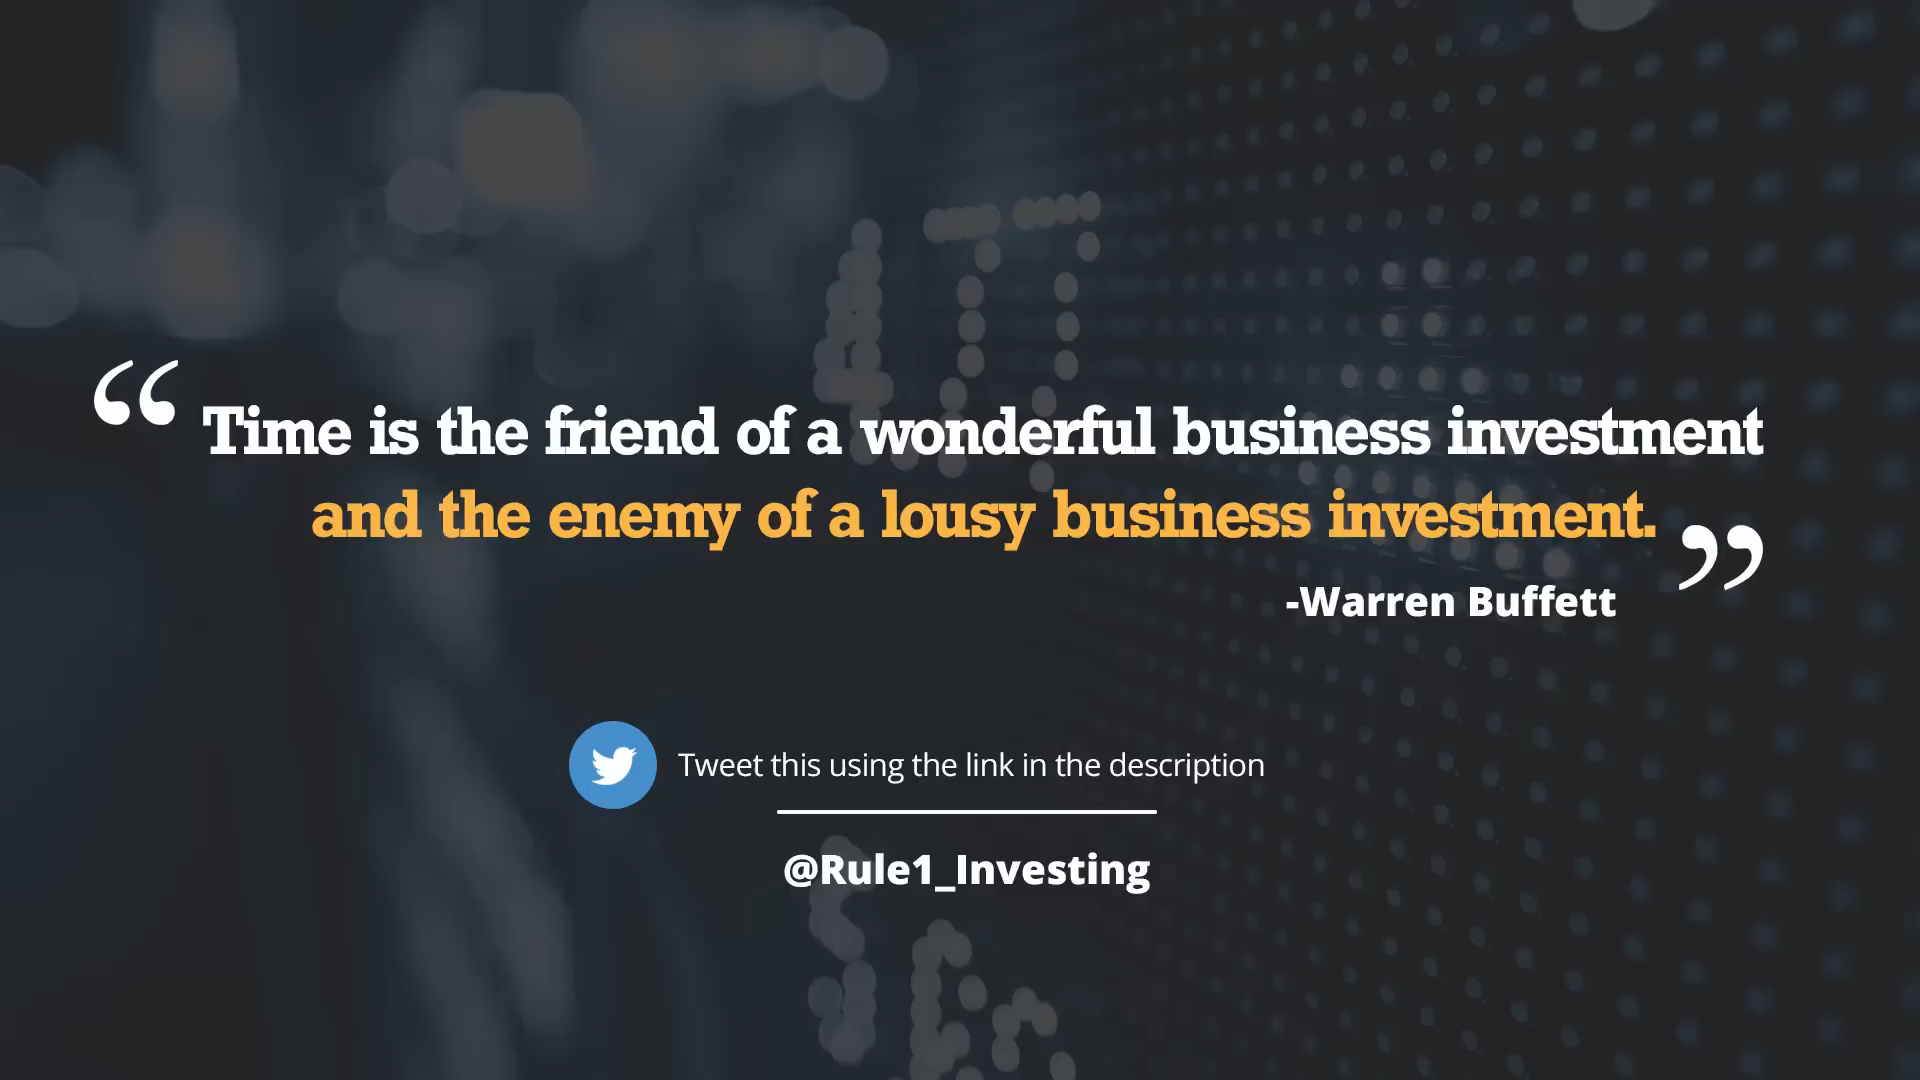 “Time is the friend of a wonderful business investment
and the enemy of a lousy business investment.”
-Warren Buffett
Tweet this using the link in the description
@Rule1_Investing